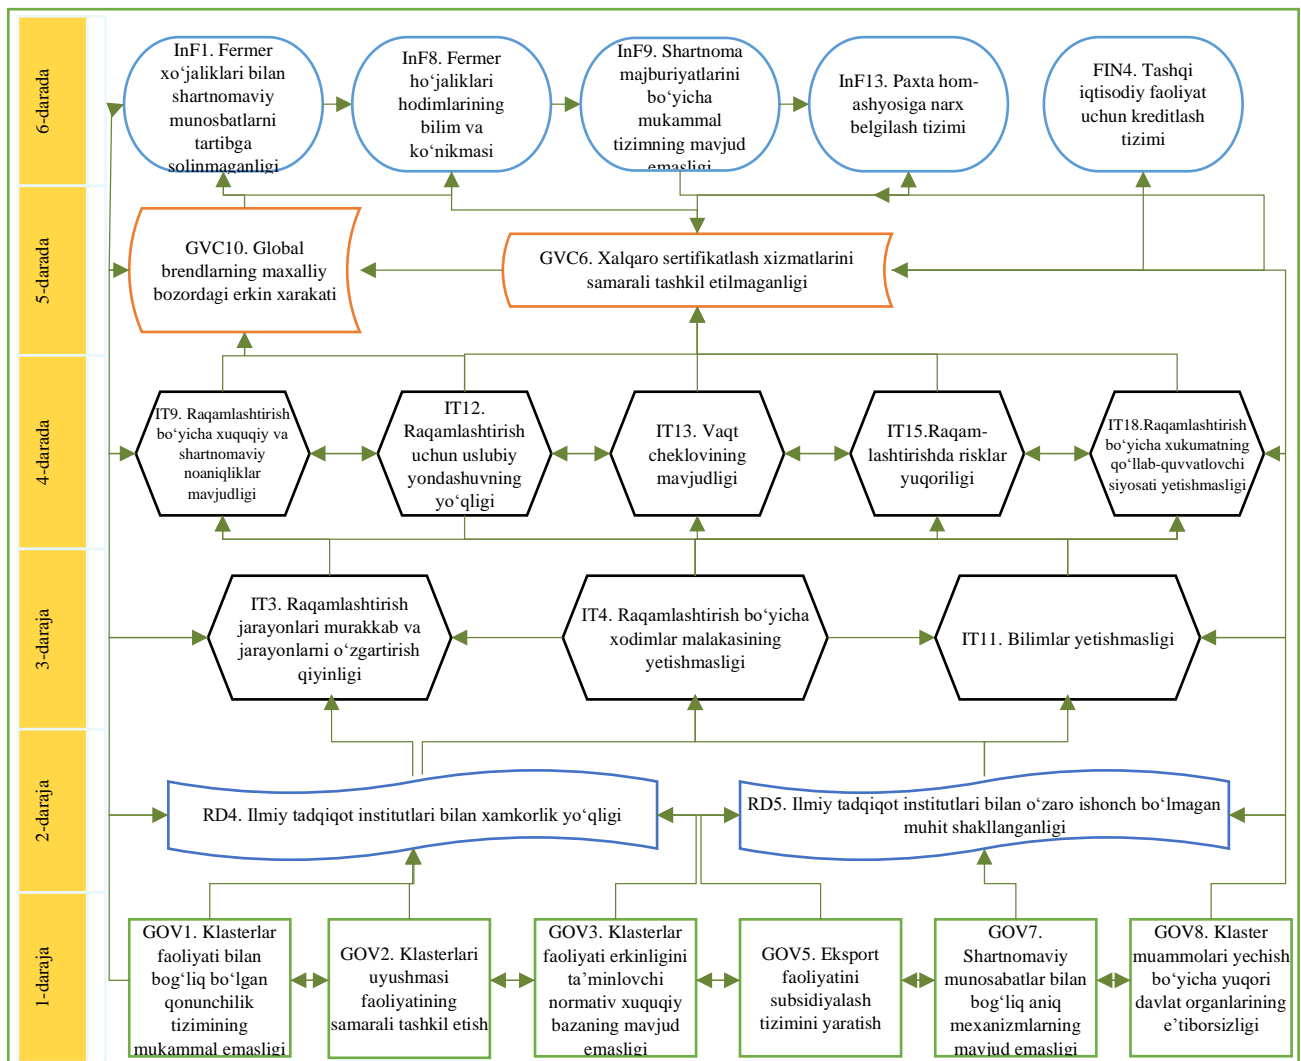 6-darada
InF1. Fermer
xo‘jaliklari bilan
shartnomaviy
munosbatlarni
tartibga
solinmaganligi
InF8. Fermer
ho‘jaliklari
hodimlarining
bilim va
ko‘nikmasi
InF9. Shartnoma
majburiyatlarini
bo‘yicha
mukammal
tizimning mavjud
emasligi
InF13. Paxta hom-
ashyosiga narx
belgilash tizimi
FIN4. Tashqi
iqtisodiy faoliyat
uchun kreditlash
tizimi
5-darada
GVC10. Global
brendlarning maxalliy
bozordagi erkin xarakati
GVC6. Xalqaro sertifikatlash xizmatlarini
samarali tashkil etilmaganligi
4-darada
IT9. Raqamlashtirish
bo‘yicha xuquqiy va
shartnomaviy
noaniqliklar
mavjudligi
IT12.
Raqamlashtirish
uchun uslubiy
yondashuvning
yo‘qligi
IT13. Vaqt
cheklovining
mavjudligi
IT15.Raqam-
lashtirishda risklar
yuqoriligi
IT18.Raqamlashtirish
bo‘yicha xukumatning
qo‘llab-quvvatlovchi
siyosati yetishmasligi
3-daraja
IT3. Raqamlashtirish
jarayonlari murakkab va
jarayonlarni o‘zgartirish
qiyinligi
IT4. Raqamlashtirish bo‘yicha
xodimlar malakasining
yetishmasligi
IT11. Bilimlar yetishmasligi
2-daraja
RD4. Ilmiy tadqiqot institutlari bilan xamkorlik yo‘qligi
RD5. Ilmiy tadqiqot institutlari bilan o‘zaro ishonch bo‘lmagan
muhit shakllanganligi
1-daraja
GOV1. Klasterlar
faoliyati bilan
bog‘liq bo‘lgan
qonunchilik
tizimining
mukammal emasligi
GOV2. Klasterlari
uyushmasi
faoliyatining
samarali tashkil etish
GOV3. Klasterlar
faoliyati erkinligini
ta’minlovchi
normativ xuquqiy
bazaning mavjud
emasligi
GOV5. Eksport
faoliyatini
subsidiyalash
tizimini yaratish
GOV7.
Shartnomaviy
munosabatlar bilan
bog‘liq aniq
mexanizmlarning
mavjud emasligi
GOV8. Klaster
muammolari yechish
bo‘yicha yuqori
davlat organlarining
e’tiborsizligi